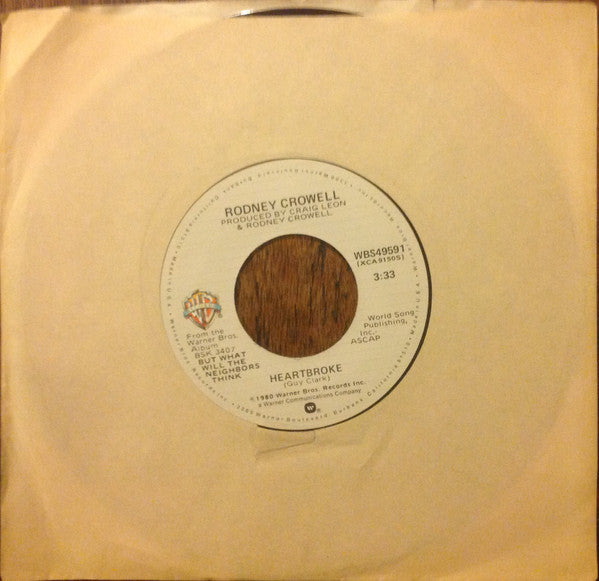 RODNEY CROWELL
PRODUCED BY CRAIG LEON
& RODNEY CROWELL
WBS49591
(XCA9150S)
3:33
World Song
Publishing,
Inc.-
ASCAP
From the
Warner Bros.
Album
BSK 3407
BUT WHAT
WILL THE
NEIGHBORS
THINK
HEARTBROKE
(Guy Clark)
℗1980 Warner Bros. Records Inc.
a Warner Communications Company